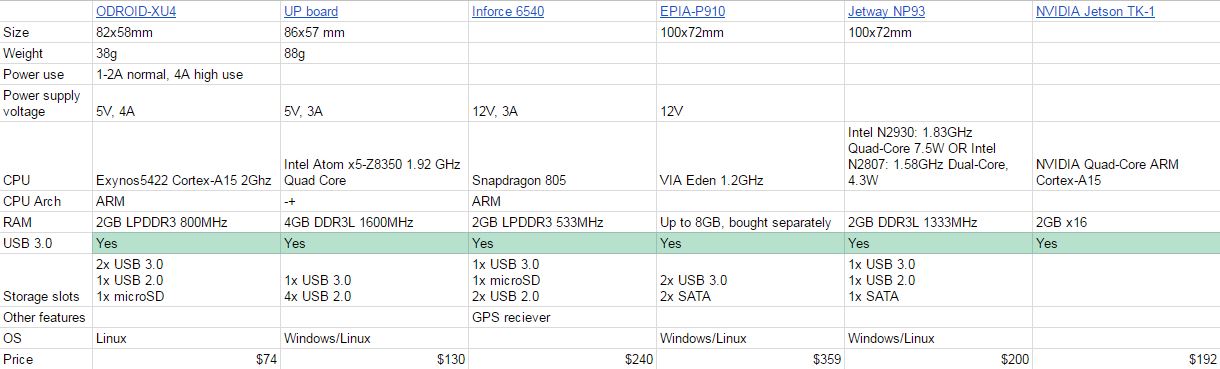 ODROID-XU4 UP board Inforce 6540 EPIA-P910 Jetway NP93 NVIDIA Jetson TK-1
Size 82x58mm 86x57 mm 100x72mm 100x72mm
Weight 38g 88g
Power use 1-2A normal, 4A high use
Power supply
voltage 5V, 4A 5V, 3A 12V, 3A 12V
Intel N2930: 1.83GHz
Quad-Core 7.5W OR Intel
Intel Atom x5-Z8350 1.92 GHz N2807: 1.58GHz Dual-Core, NVIDIA Quad-Core ARM
CPU Exynos5422 Cortex-A15 2Ghz Quad Core Snapdragon 805 VIA Eden 1.2GHz 4.3W Cortex-A15
CPU Arch ARM -+ ARM
RAM 2GB LPDDR3 800MHz 4GB DDR3L 1600MHz 2GB LPDDR3 533MHz Up to 8GB, bought separately 2GB DDR3L 1333MHz 2GB x16
USB 3.0 Yes Yes Yes Yes Yes Yes
2x USB 3.0 1x USB 3.0 1x USB 3.0
1x USB 2.0 1x USB 3.0 1x microSD 2x USB 3.0 1x USB 2.0
Storage slots 1x microSD 4x USB 2.0 2x USB 2.0 2x SATA 1x SATA
Other features GPS reciever
OS Linux Windows/Linux Windows/Linux Windows/Linux
Price $74 $130 $240 $359 $200 $192